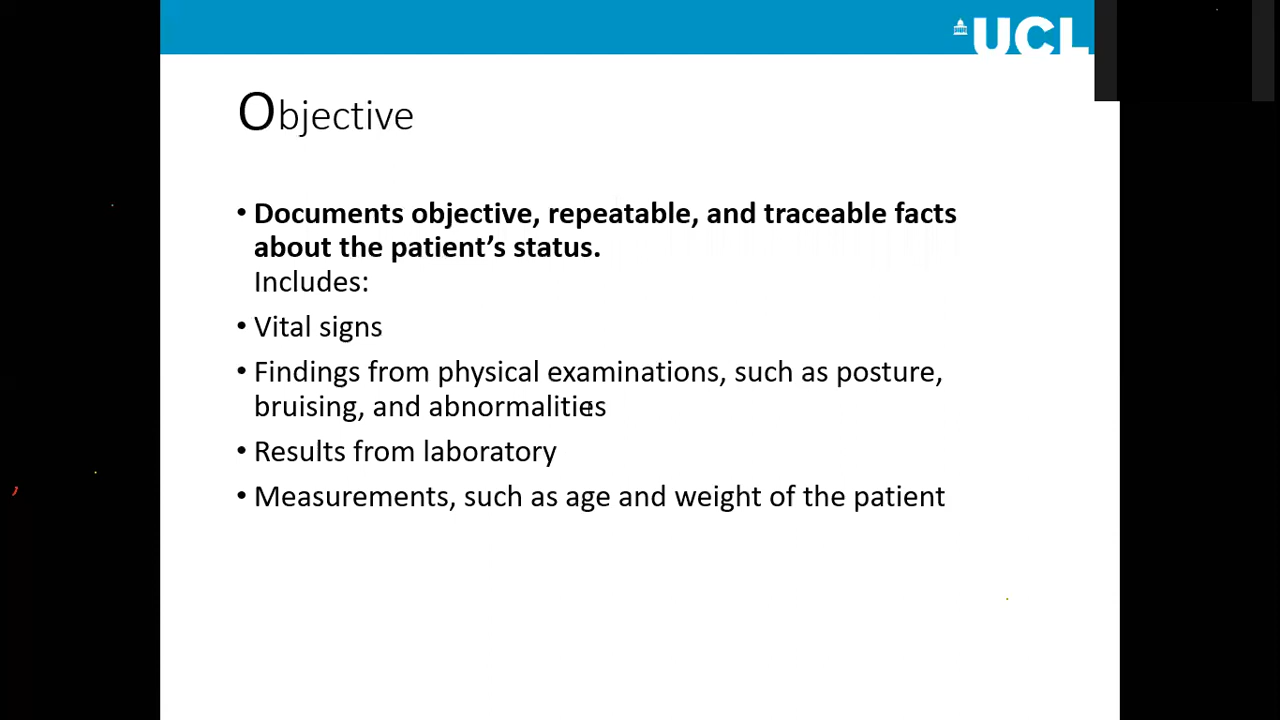 UCL
Objective
• Documents objective, repeatable, and traceable facts
about the patient’s status.
Includes:
• Vital signs
• Findings from physical examinations, such as posture,
bruising, and abnormalities
• Results from laboratory
• Measurements, such as age and weight of the patient